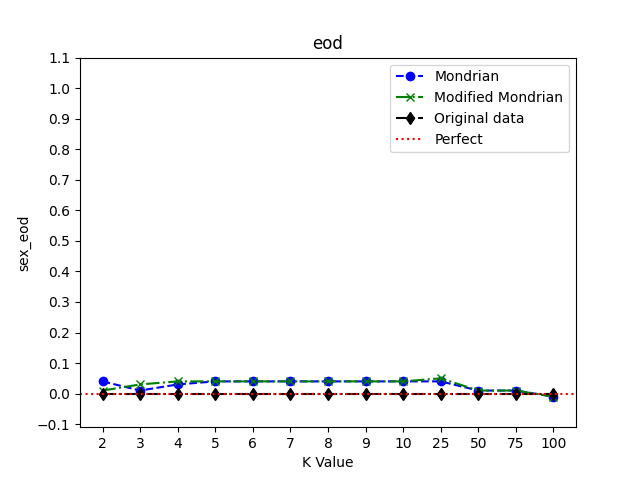 eod
1.1
1.0
0.9
0.8
0.7
0.6
0.5
0.4
0.3
0.2
0.1
0.0
−0.1
sex_eod
Mondrian
Modified Mondrian
Original data
Perfect
2 3 4 5 6 7 8 9 10 25 50 75 100
K Value